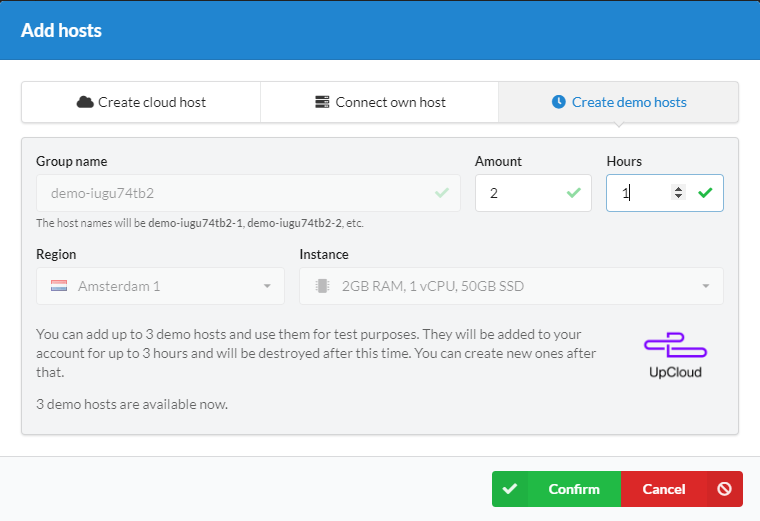 Add hosts
Create cloud host
Connect own host
Create demo hosts
Group name
Amount
Hours
demo-iugu74tb2
2
1
The host names will be demo-iugu74tb2-1, demo-iugu74tb2-2, etc.
Region
Instance
Amsterdam 1
2GB RAM, 1 vCPU, 50GB SSD
You can add up to 3 demo hosts and use them for test purposes. They will be added to your
account for up to 3 hours and will be destroyed after this time. You can create new ones after
that.
UpCloud
3 demo hosts are available now.
Confirm
Cancel